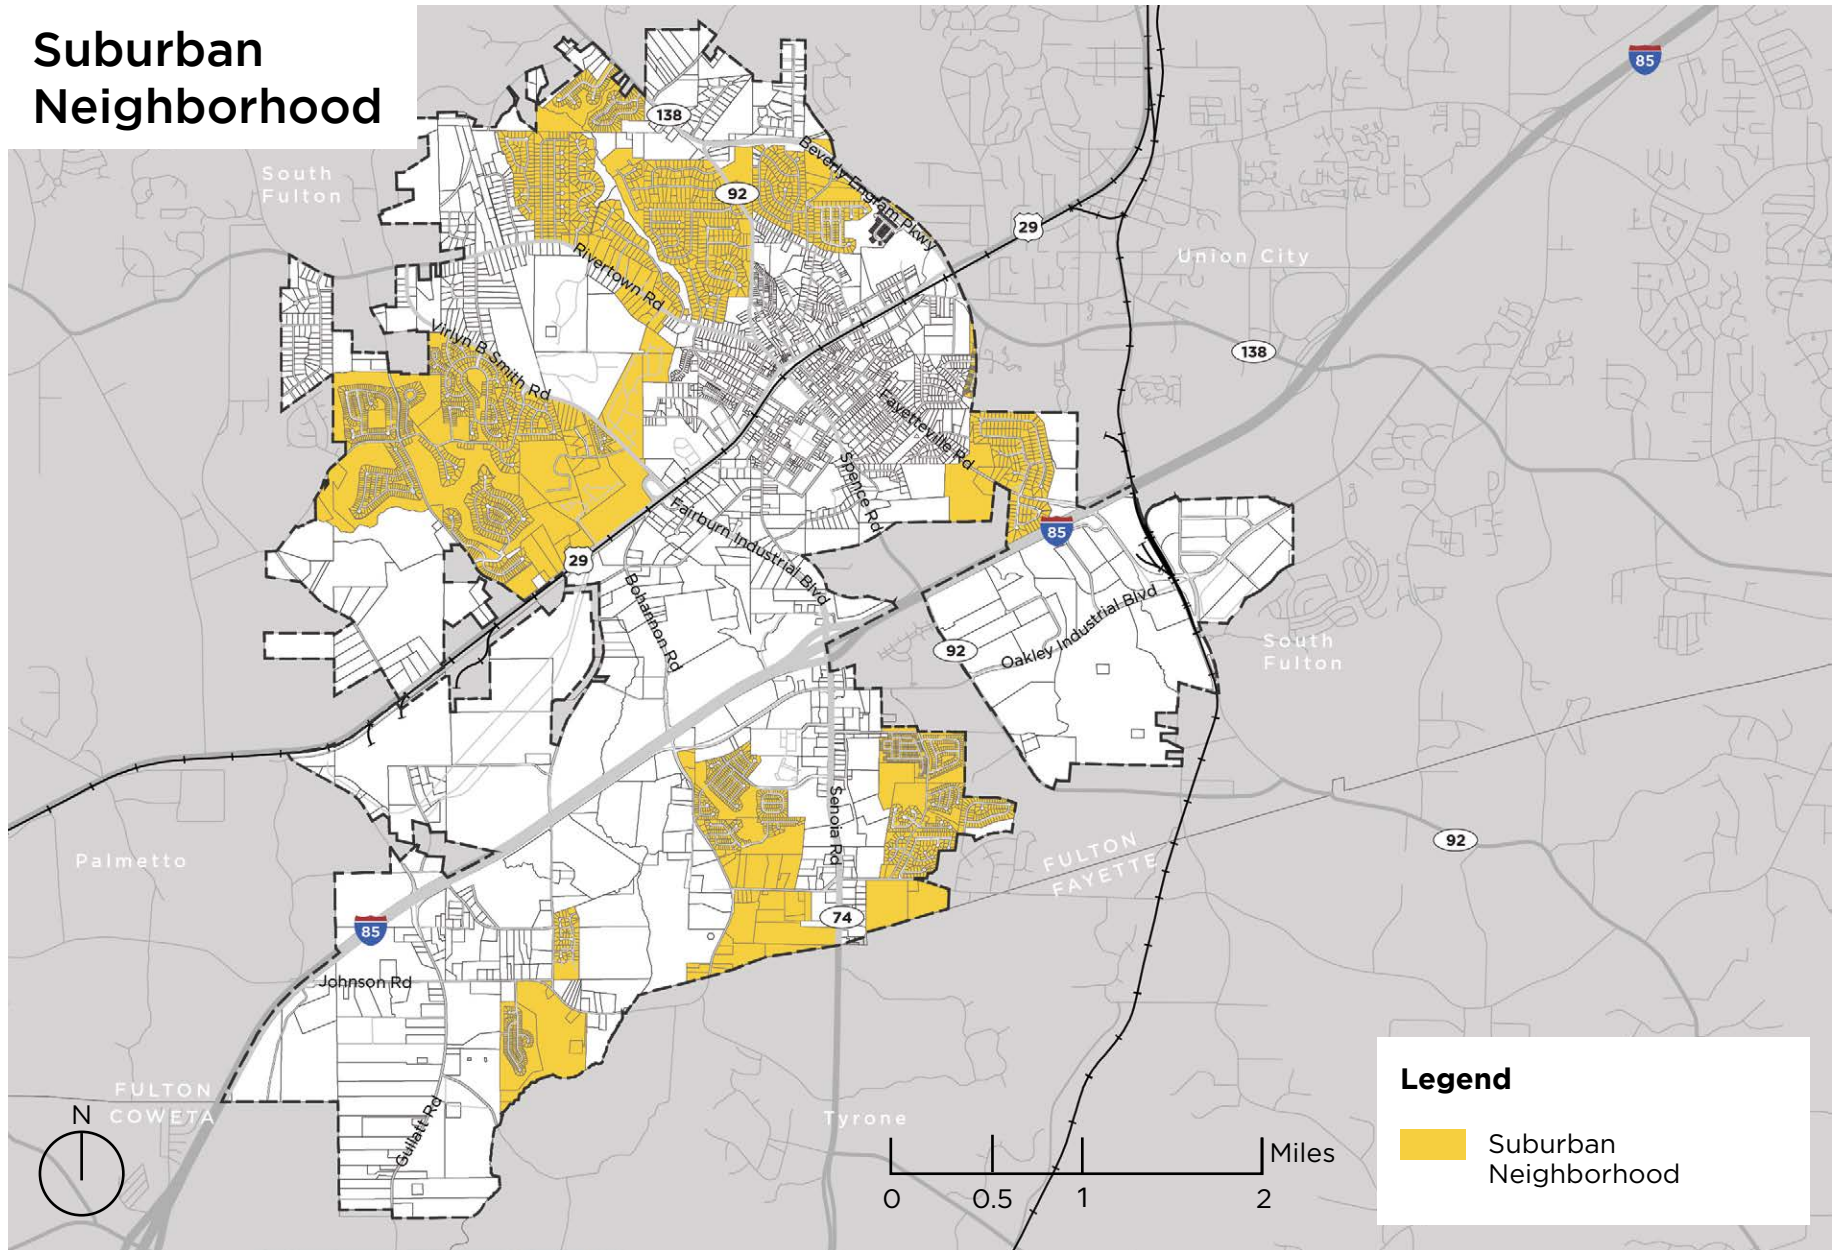 Suburban
Neighborhood
85
138
South
Fulton
Beverly Engram Pkwy
92
29
Union City
Rivertown Rd
Virlyn B Smith Rd
138
Fayetteville Rd
Spence Rd
Fairburn Industrial Blvd
85
29
Bohannon Rd
Oakley Industrial Blvd
92
South
Fulton
Senoia Rd
92
Palmetto
FULTON
FAYETTE
74
85
Johnson Rd
FULTON
COWETA
Gullatt Rd
Tyrone
N
Miles
0
0.5
1
2
Legend
Suburban
Neighborhood